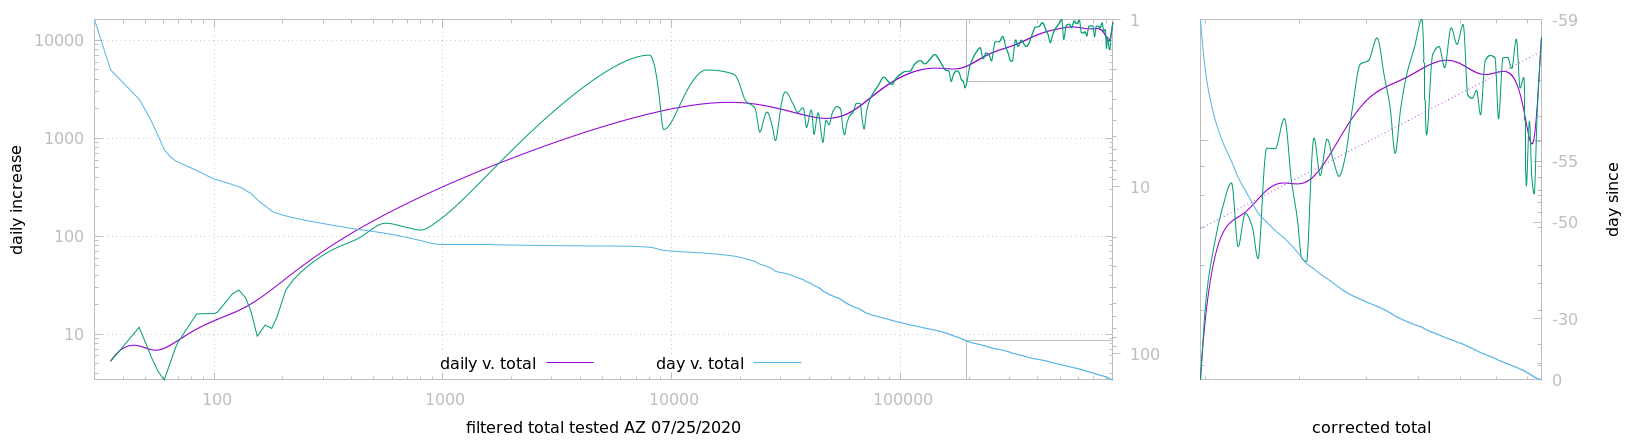 10000
1000
100
10
daily increase
100
1000
10000
100000
filtered total tested AZ 07/25/2020
daily v. total
day v. total
1
10
100
-59
-55
-50
-30
0
day since
corrected total